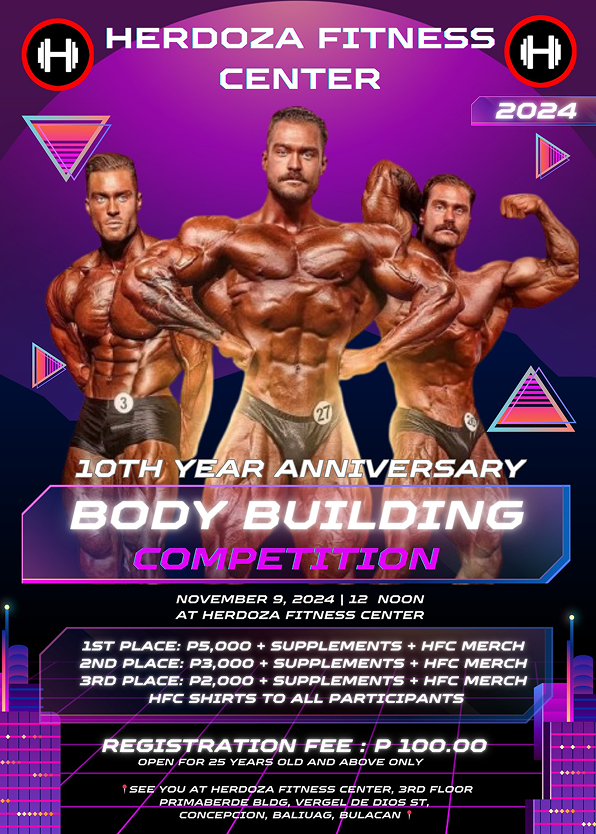 HERDOZA FITNESS
CENTER
2024
3
27
10TH YEAR ANNIVERSARY
BODY BUILDING
COMPETITION
NOVEMBER 9, 2024 | 12 NOON
AT HERDOZA FITNESS CENTER
1ST PLACE: P5,000 + SUPPLEMENTS + HFC MERCH
2ND PLACE: P3,000 + SUPPLEMENTS + HFC MERCH
3RD PLACE: P2,000 + SUPPLEMENTS + HFC MERCH
HFC SHIRTS TO ALL PARTICIPANTS
REGISTRATION FEE : P 100.00
OPEN FOR 25 YEARS OLD AND ABOVE ONLY
📍SEE YOU AT HERDOZA FITNESS CENTER, 3RD FLOOR
PRIMABERDE BLDG, VERGEL DE DIOS ST,
CONCEPCION, BALIUAG, BULACAN📍